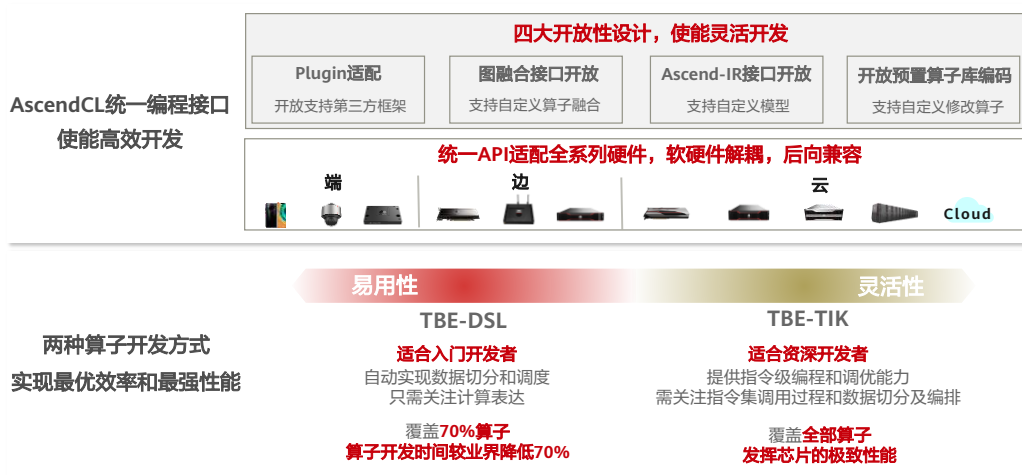 四大开放性设计，使能灵活开发
Plugin适配
开放支持第三方框架
图融合接口开放
支持自定义算子融合
Ascend-IR接口开放
支持自定义模型
开放预置算子库编码
支持自定义修改算子
AscendCL统一编程接口
使能高效开发
统一API适配全系列硬件，软硬件解耦，后向兼容
端
边
云
Cloud
易用性
灵活性
两种算子开发方式
实现最优效率和最强性能
TBE-DSL
适合入门开发者
自动实现数据切分和调度
只需关注计算表达
覆盖70%算子
算子开发时间较业界降低70%
TBE-TIK
适合资深开发者
提供指令级编程和调优能力
需关注指令集调用过程和数据切分及编排
覆盖全部算子
发挥芯片的极致性能